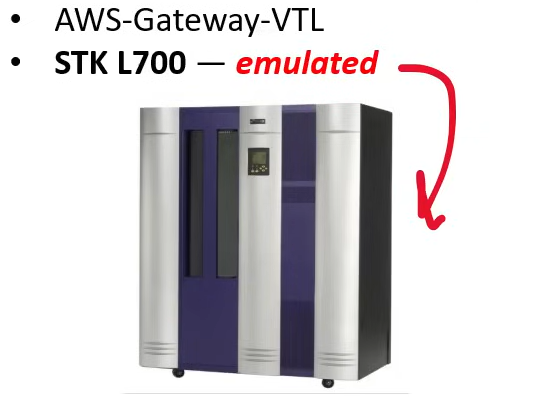 • AWS-Gateway-VTL
• STK L700 — emulated